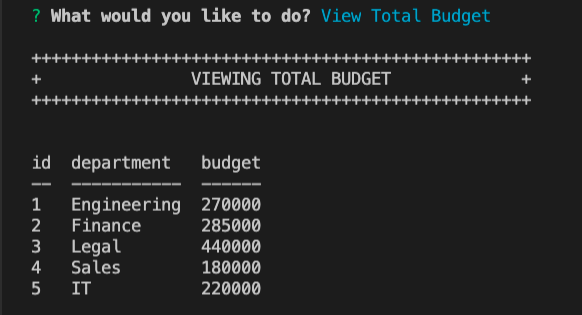 ? What would you like to do? View Total Budget
++++++++++++++++++++++++++++++++++++++++++++++++++
+ VIEWING TOTAL BUDGET +
++++++++++++++++++++++++++++++++++++++++++++++++++
id department budget
-- ----------- ------
1 Engineering 270000
2 Finance 285000
3 Legal 440000
4 Sales 180000
5 IT 220000